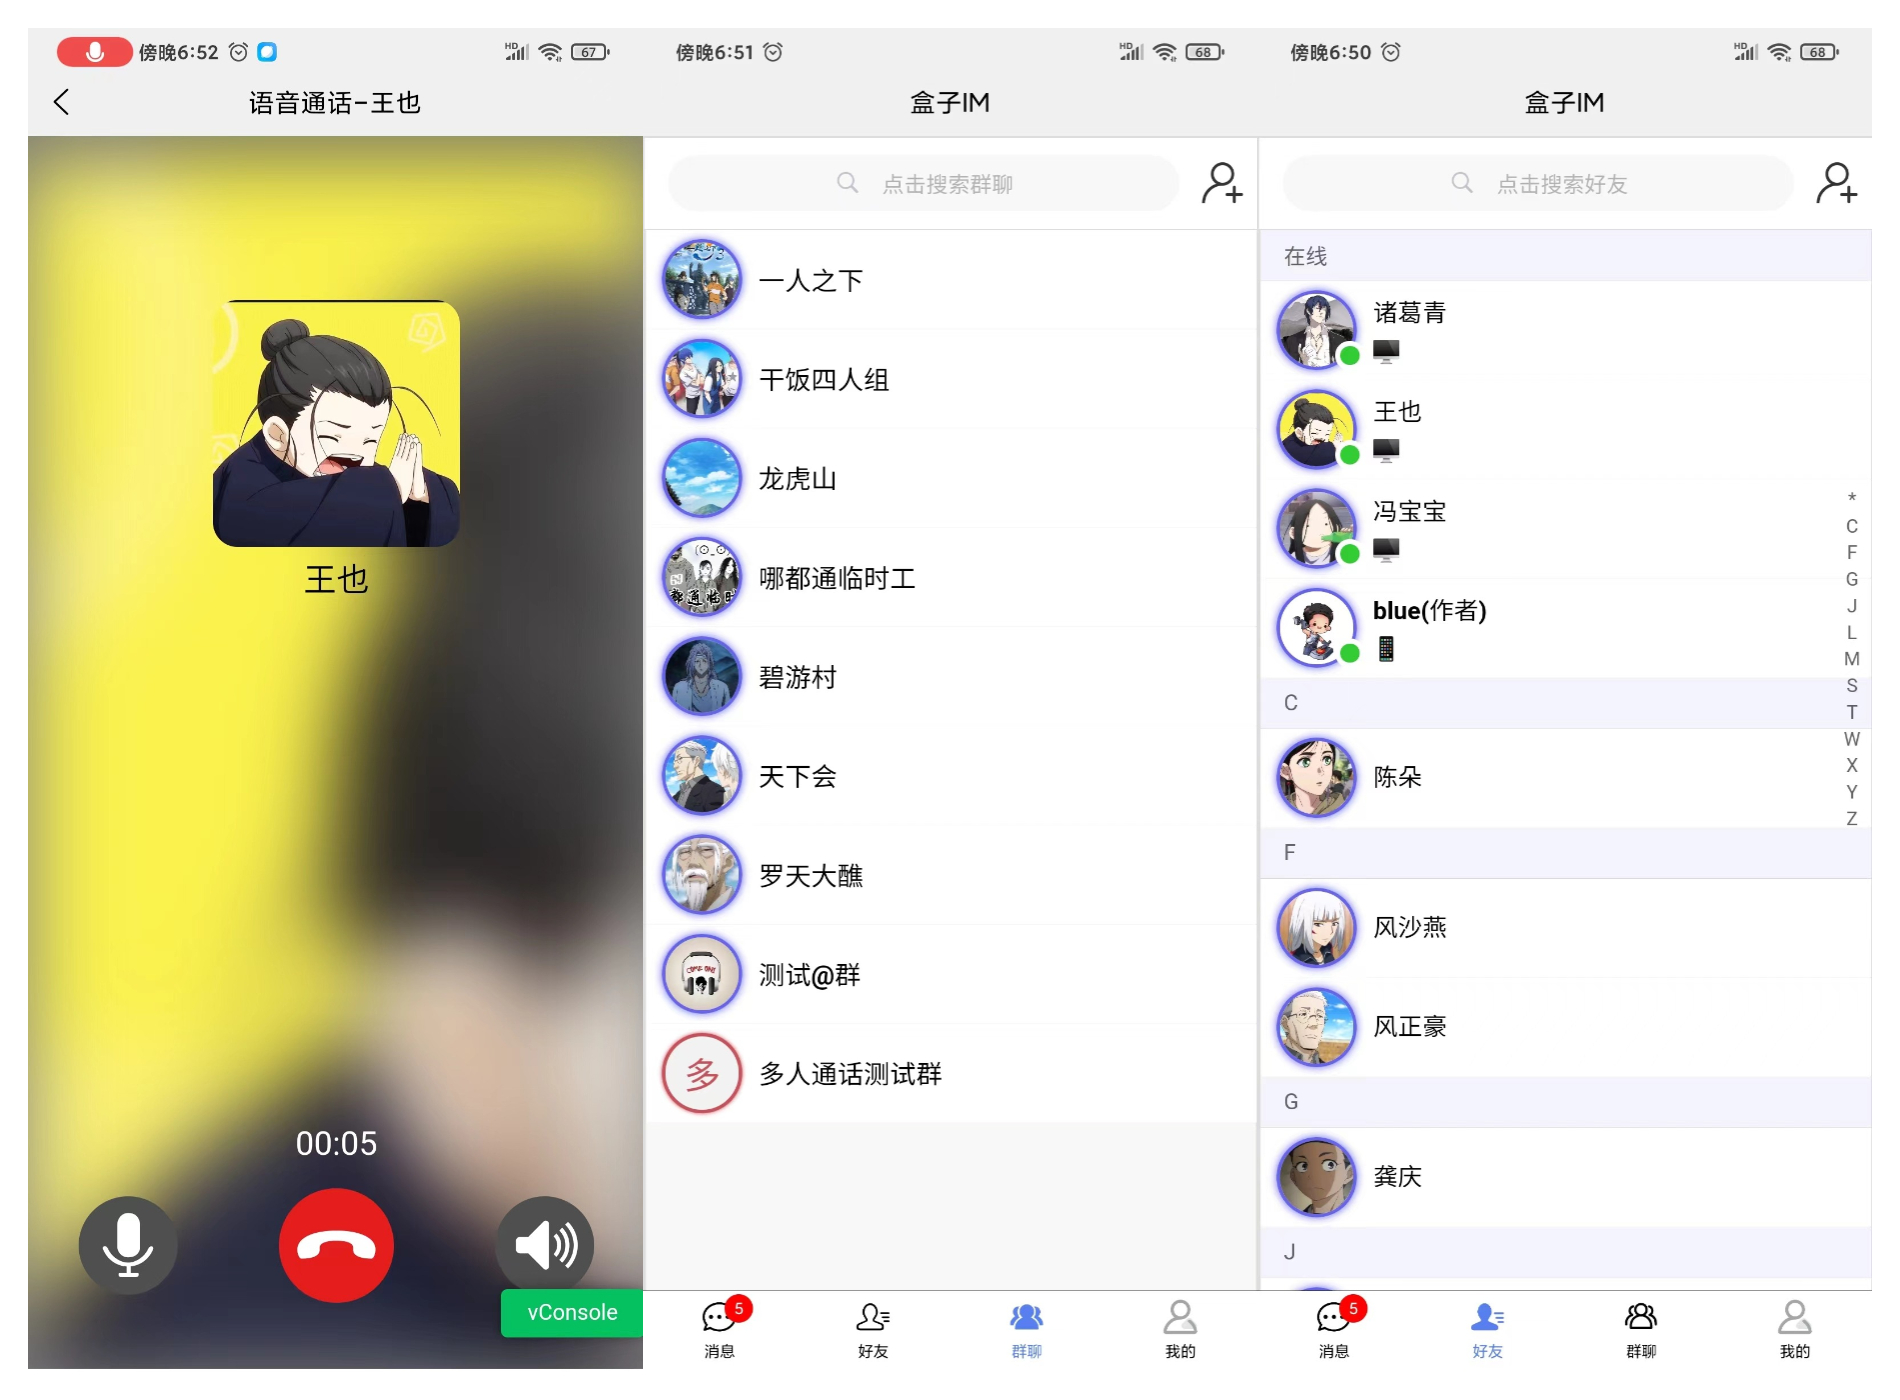 傍晚6:52
HD
67
语音通话-王也
王也
00:05
vConsole
傍晚6:51
HD
68
盒子IM
点击搜索群聊
一人之下
干饭四人组
龙虎山
哪都通临时工
碧游村
天下会
罗天大醮
测试@群
多
多人通话测试群
5
消息
好友
群聊
我的
傍晚6:50
HD
68
盒子IM
点击搜索好友
在线
诸葛青
王也
冯宝宝
blue(作者)
C
陈朵
F
风沙燕
风正豪
G
龚庆
J
*
C
F
G
J
L
M
S
T
W
X
Y
Z
5
消息
好友
群聊
我的